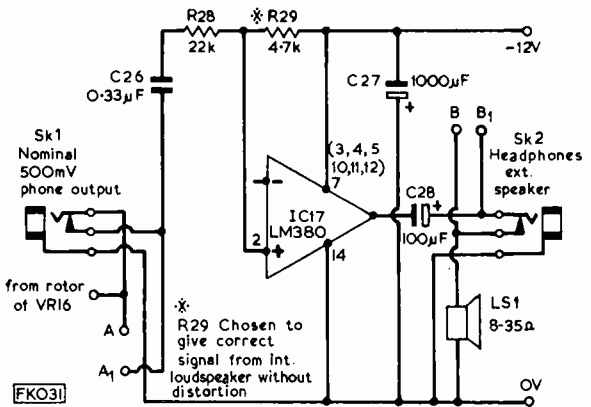 R28
22k
※ R29
4·7k
-12V
C26
0·33µF
C27
1000µF
+
B
B1
Sk1
Nominal
500mV
phone output
(3, 4, 5
10,11,12)
7
Sk2
Headphones
ext.
speaker
-
IC17
LM380
2
+
14
C28
+
100µF
from rotor
of VR16
A
A1
※
R29 Chosen to
give correct
signal from int.
loudspeaker without
distortion
LS1
8-35Ω
0V
FK031